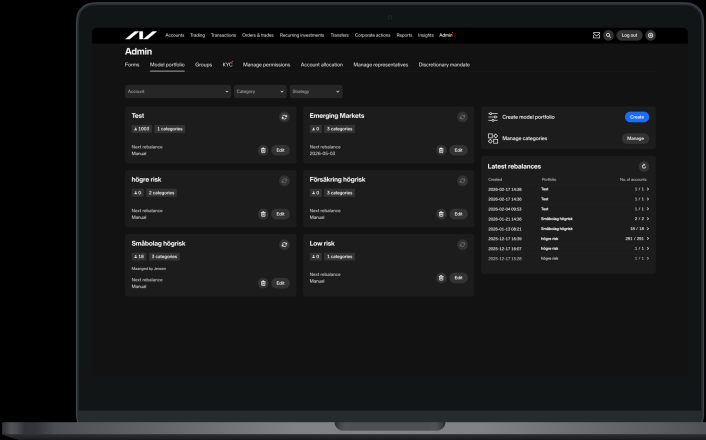 Accounts Trading Transactions Orders & trades Recurring investments Transfers Corporate actions Reports Insights Admin Log out
Admin
Forms Model portfolio Groups KYC Manage permissions Account allocation Manage representatives Discretionary mandate
Account Category Strategy
Test
1003 1 categories
Next rebalance
Manual
Edit
Emerging Markets
0 3 categories
Next rebalance
2026-05-03
Edit
högre risk
0 2 categories
Next rebalance
Manual
Edit
Försäkring högrisk
0 3 categories
Next rebalance
Manual
Edit
Småbolag högrisk
18 3 categories
Managed by Jensen
Next rebalance
Manual
Edit
Low risk
0 1 categories
Next rebalance
Manual
Edit
Create model portfolio Create
Manage categories Manage
Latest rebalances
Created Portfolio No. of accounts
2026-02-17 14:36 Test 1 / 1
2026-02-17 14:36 Test 1 / 1
2026-02-04 09:53 Test 1 / 1
2026-01-21 14:36 Småbolag högrisk 2 / 2
2026-01-13 08:21 Småbolag högrisk 18 / 18
2025-12-17 16:39 högre risk 251 / 251
2025-12-17 16:07 högre risk 1 / 1
2025-12-17 15:28 högre risk 1 / 1